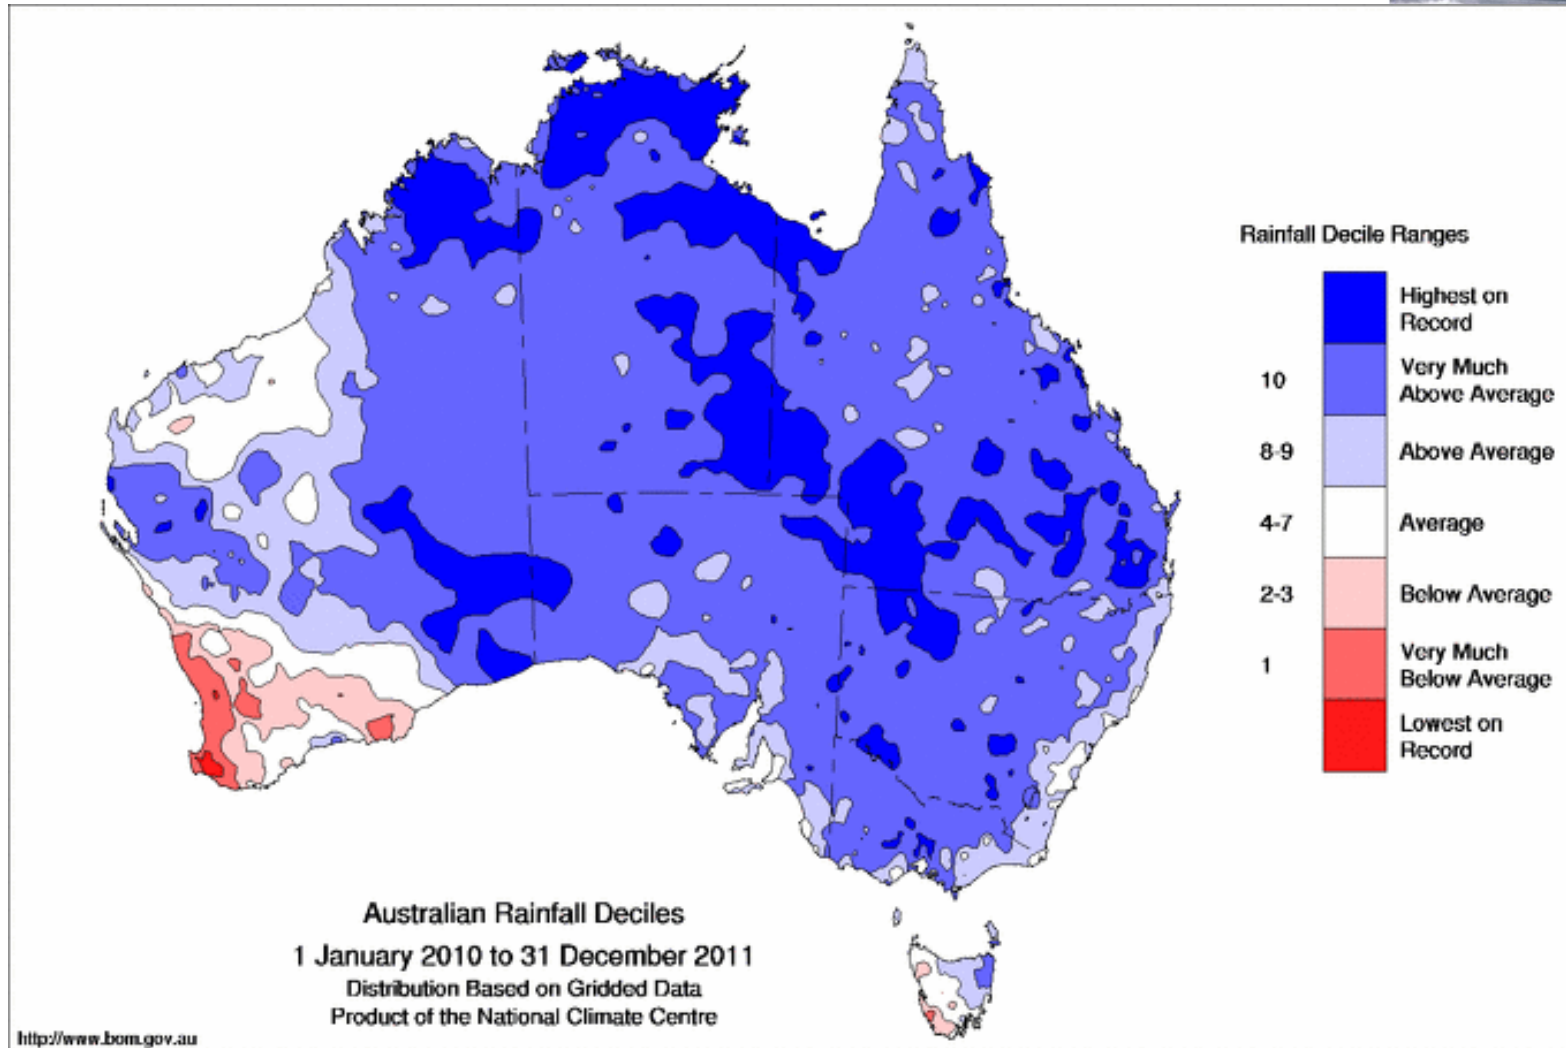 Rainfall Decile Ranges
Highest on
Record
Very Much
10
Above Average
8-9 Above Average
4-7 Average
2-3 Below Average
Very Much
1
Below Average
Lowest on
Record
Australian Rainfall Deciles
1 January 2010 to 31 December 2011
Distribution Based on Gridded Data
Product of the National Climate Centre
http://www.bom.gov.au